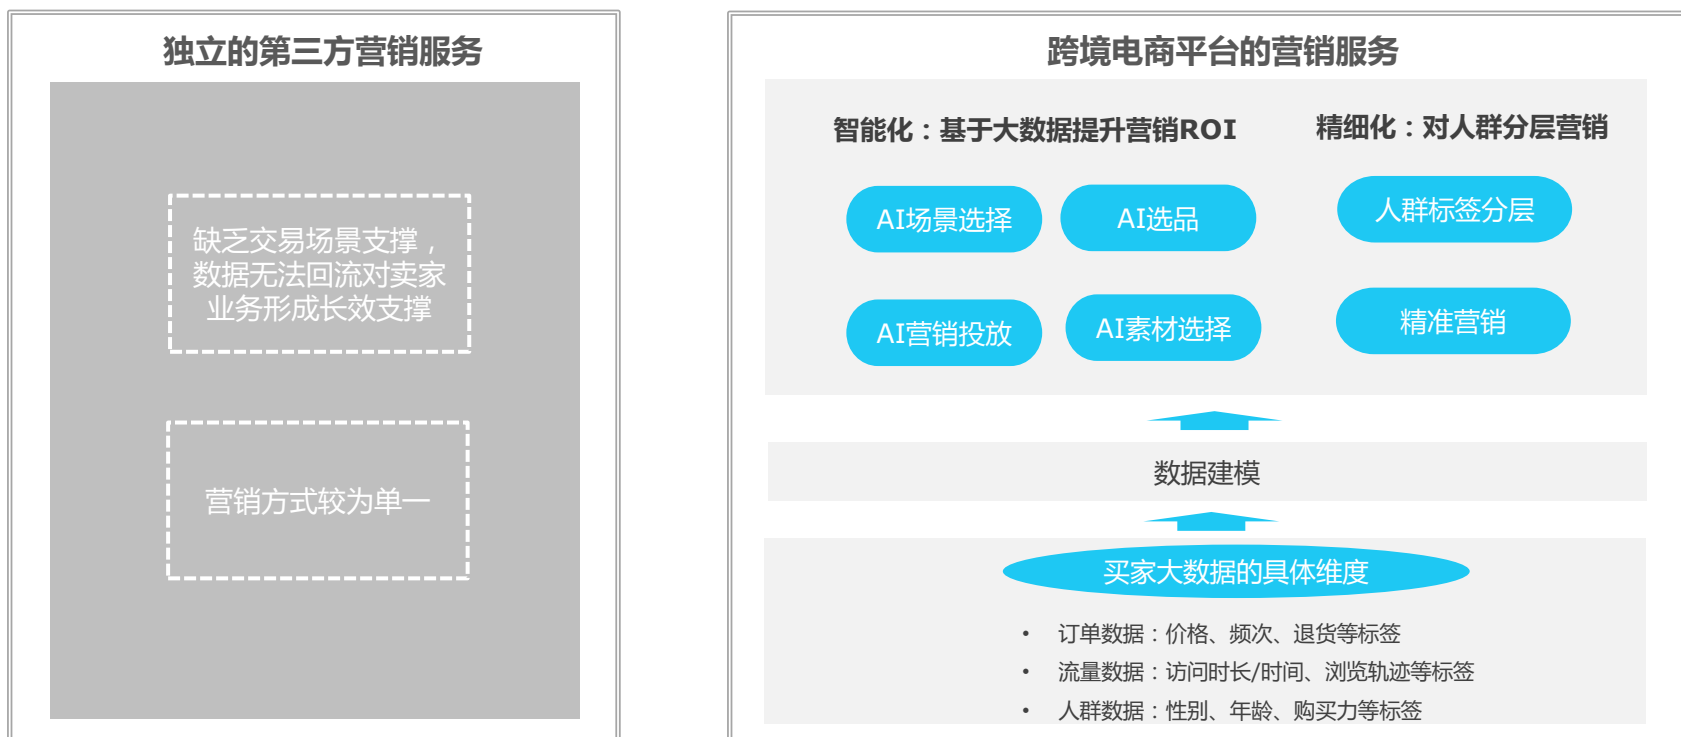 独立的第三方营销服务
缺乏交易场景支撑，
数据无法回流对卖家
业务形成长效支撑
营销方式较为单一
跨境电商平台的营销服务
智能化：基于大数据提升营销ROI
精细化：对人群分层营销
AI场景选择
AI选品
人群标签分层
AI营销投放
AI素材选择
精准营销
数据建模
买家大数据的具体维度
• 订单数据：价格、频次、退货等标签
• 流量数据：访问时长/时间、浏览轨迹等标签
• 人群数据：性别、年龄、购买力等标签